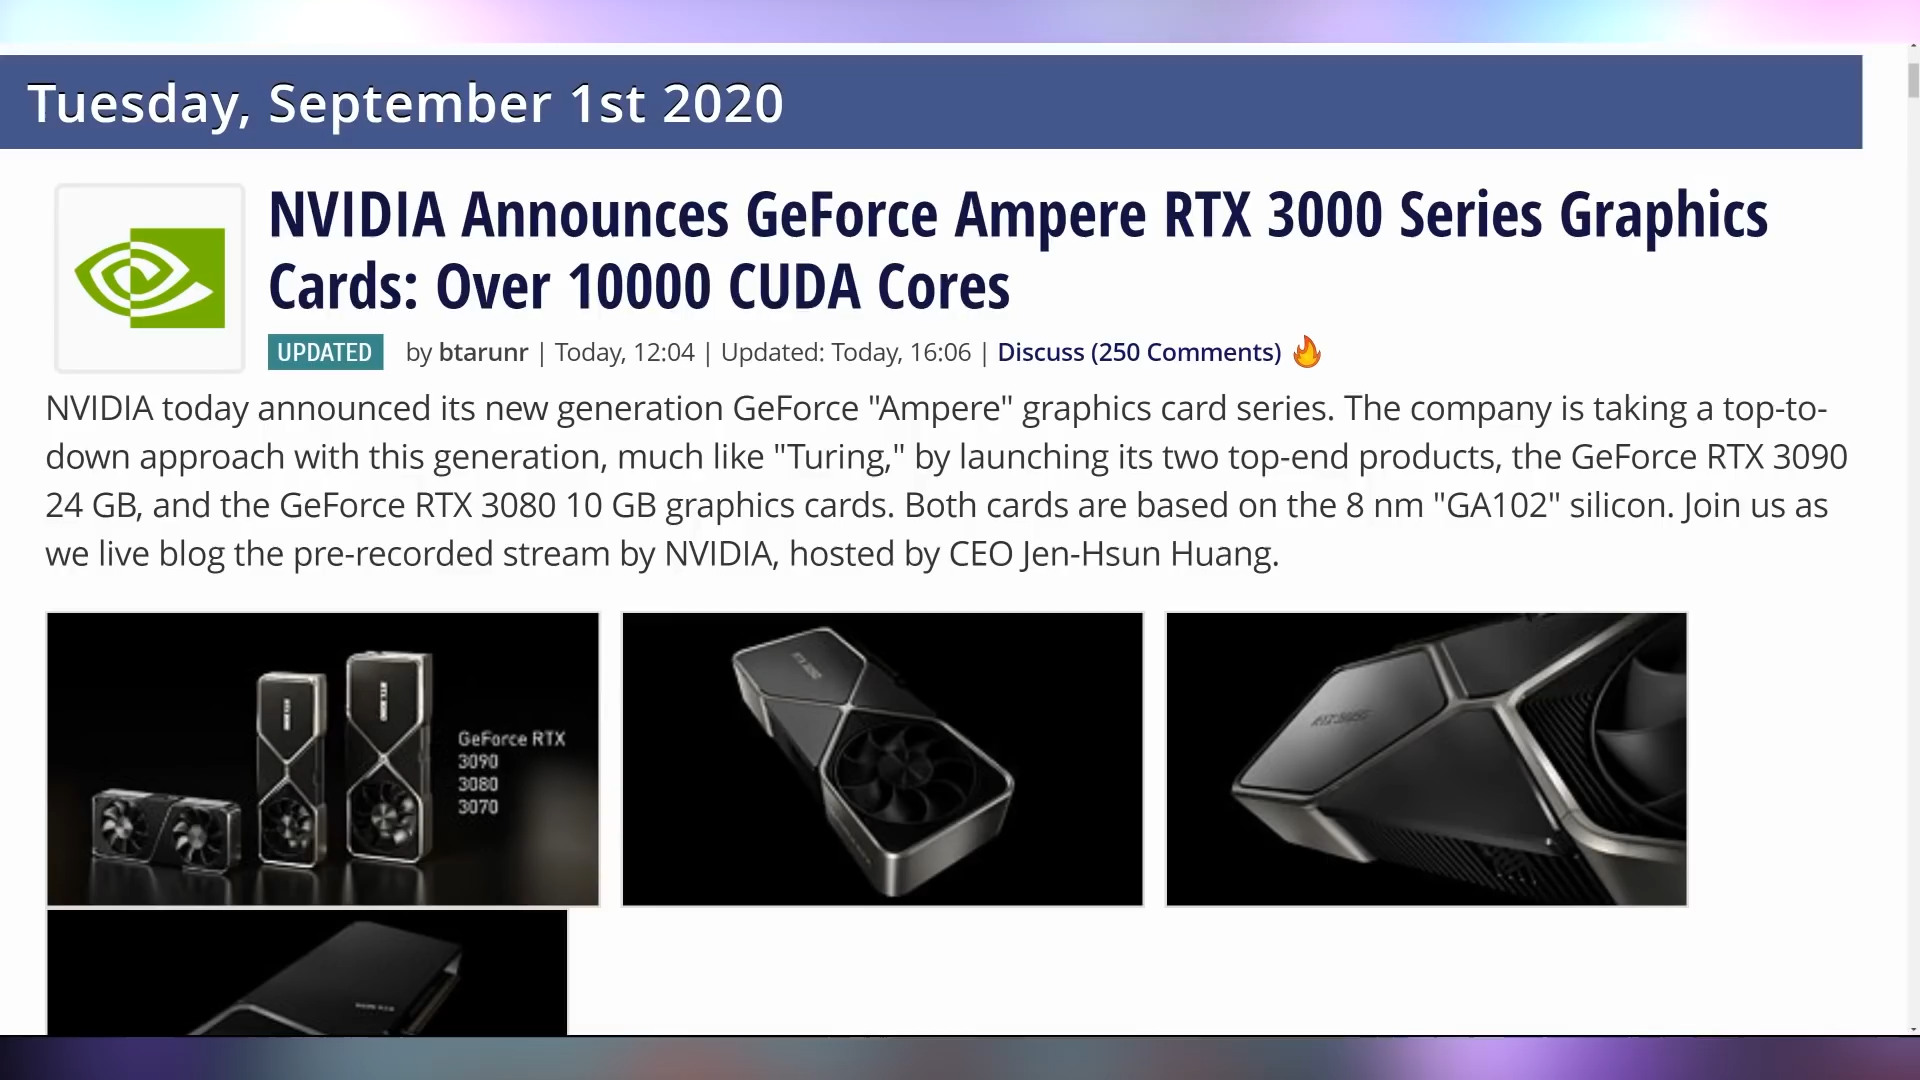 Tuesday, September 1st 2020
NVIDIA Announces GeForce Ampere RTX 3000 Series Graphics
Cards: Over 10000 CUDA Cores
UPDATED by btarunr | Today, 12:04 | Updated: Today, 16:06 | Discuss (250 Comments)
NVIDIA today announced its new generation GeForce "Ampere" graphics card series. The company is taking a top-to-
down approach with this generation, much like "Turing," by launching its two top-end products, the GeForce RTX 3090
24 GB, and the GeForce RTX 3080 10 GB graphics cards. Both cards are based on the 8 nm "GA102" silicon. Join us as
we live blog the pre-recorded stream by NVIDIA, hosted by CEO Jen-Hsun Huang.
GeForce RTX
3090
3080
3070